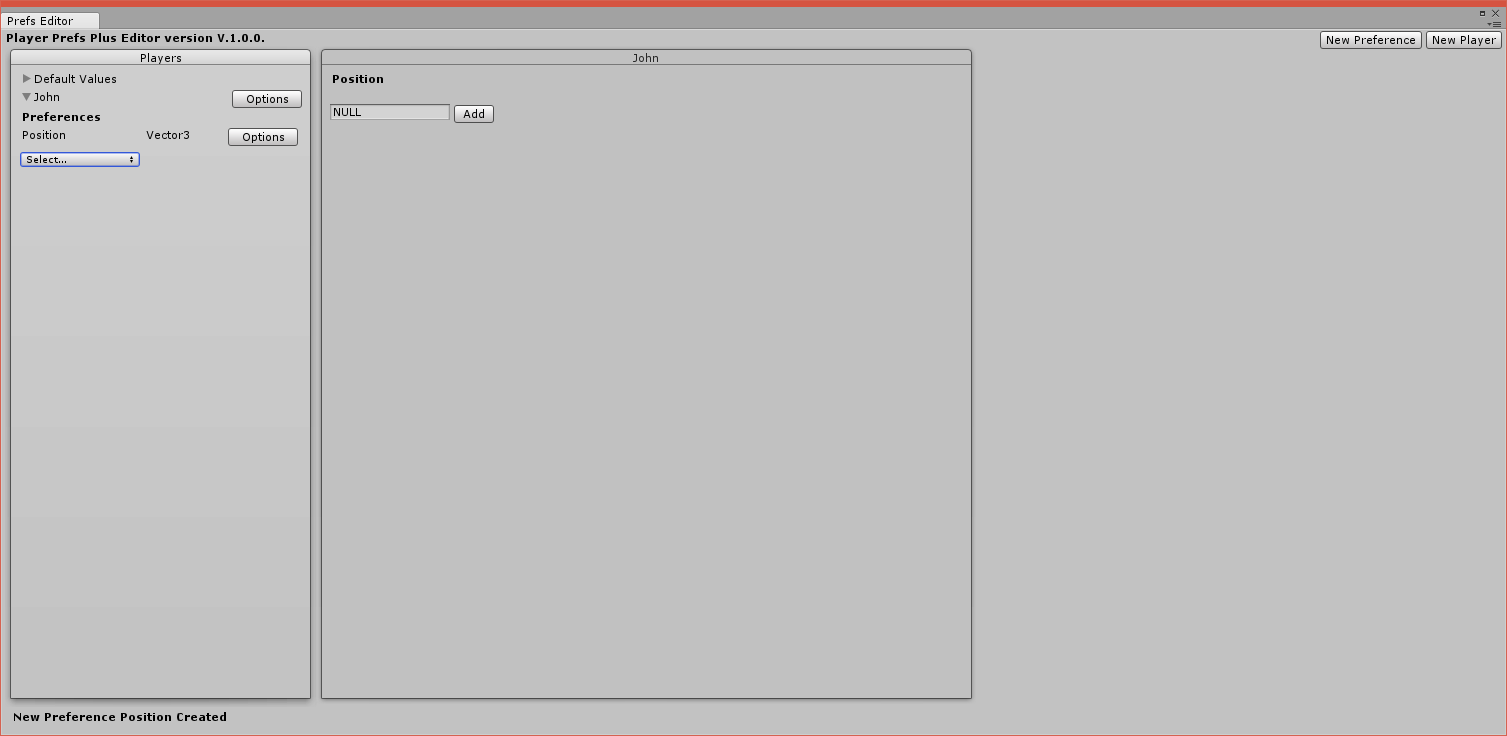 Prefs Editor
Player Prefs Plus Editor version V.1.0.0.
New Preference New Player
Players
Default Values
John Options
Preferences
Position Vector3 Options
Select...
John
Position
NULL Add
New Preference Position Created